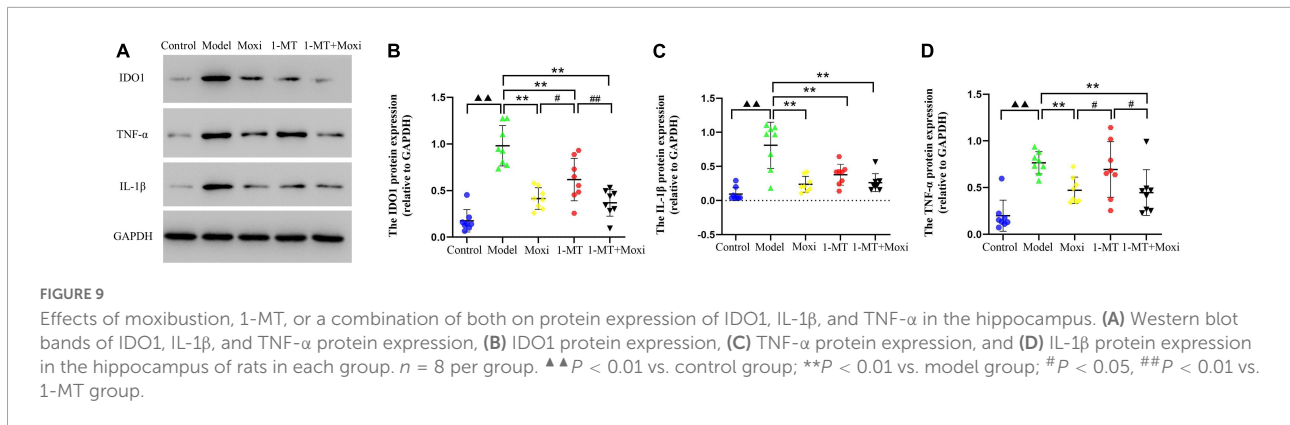 A
Control Model Moxi 1-MT 1-MT+Moxi
IDO1
TNF-α
IL-1β
GAPDH
B
The IDO1 protein expression
(relative to GAPDH)
1.5
1.0
0.5
0.0
▲▲
**
**
**
#
##
Control Model Moxi 1-MT 1-MT+Moxi
C
The IL-1β protein expression
(relative to GAPDH)
1.5
1.0
0.5
0.0
-0.5
▲▲
**
**
**
Control Model Moxi 1-MT 1-MT+Moxi
D
The TNF-α protein expression
(relative to GAPDH)
1.5
1.0
0.5
0.0
▲▲
**
**
#
#
Control Model Moxi 1-MT 1-MT+Moxi
FIGURE 9
Effects of moxibustion, 1-MT, or a combination of both on protein expression of IDO1, IL-1β, and TNF-α in the hippocampus. (A) Western blot
bands of IDO1, IL-1β, and TNF-α protein expression, (B) IDO1 protein expression, (C) TNF-α protein expression, and (D) IL-1β protein expression
in the hippocampus of rats in each group. n = 8 per group. ▲▲P < 0.01 vs. control group; **P < 0.01 vs. model group; #P < 0.05, ##P < 0.01 vs.
1-MT group.